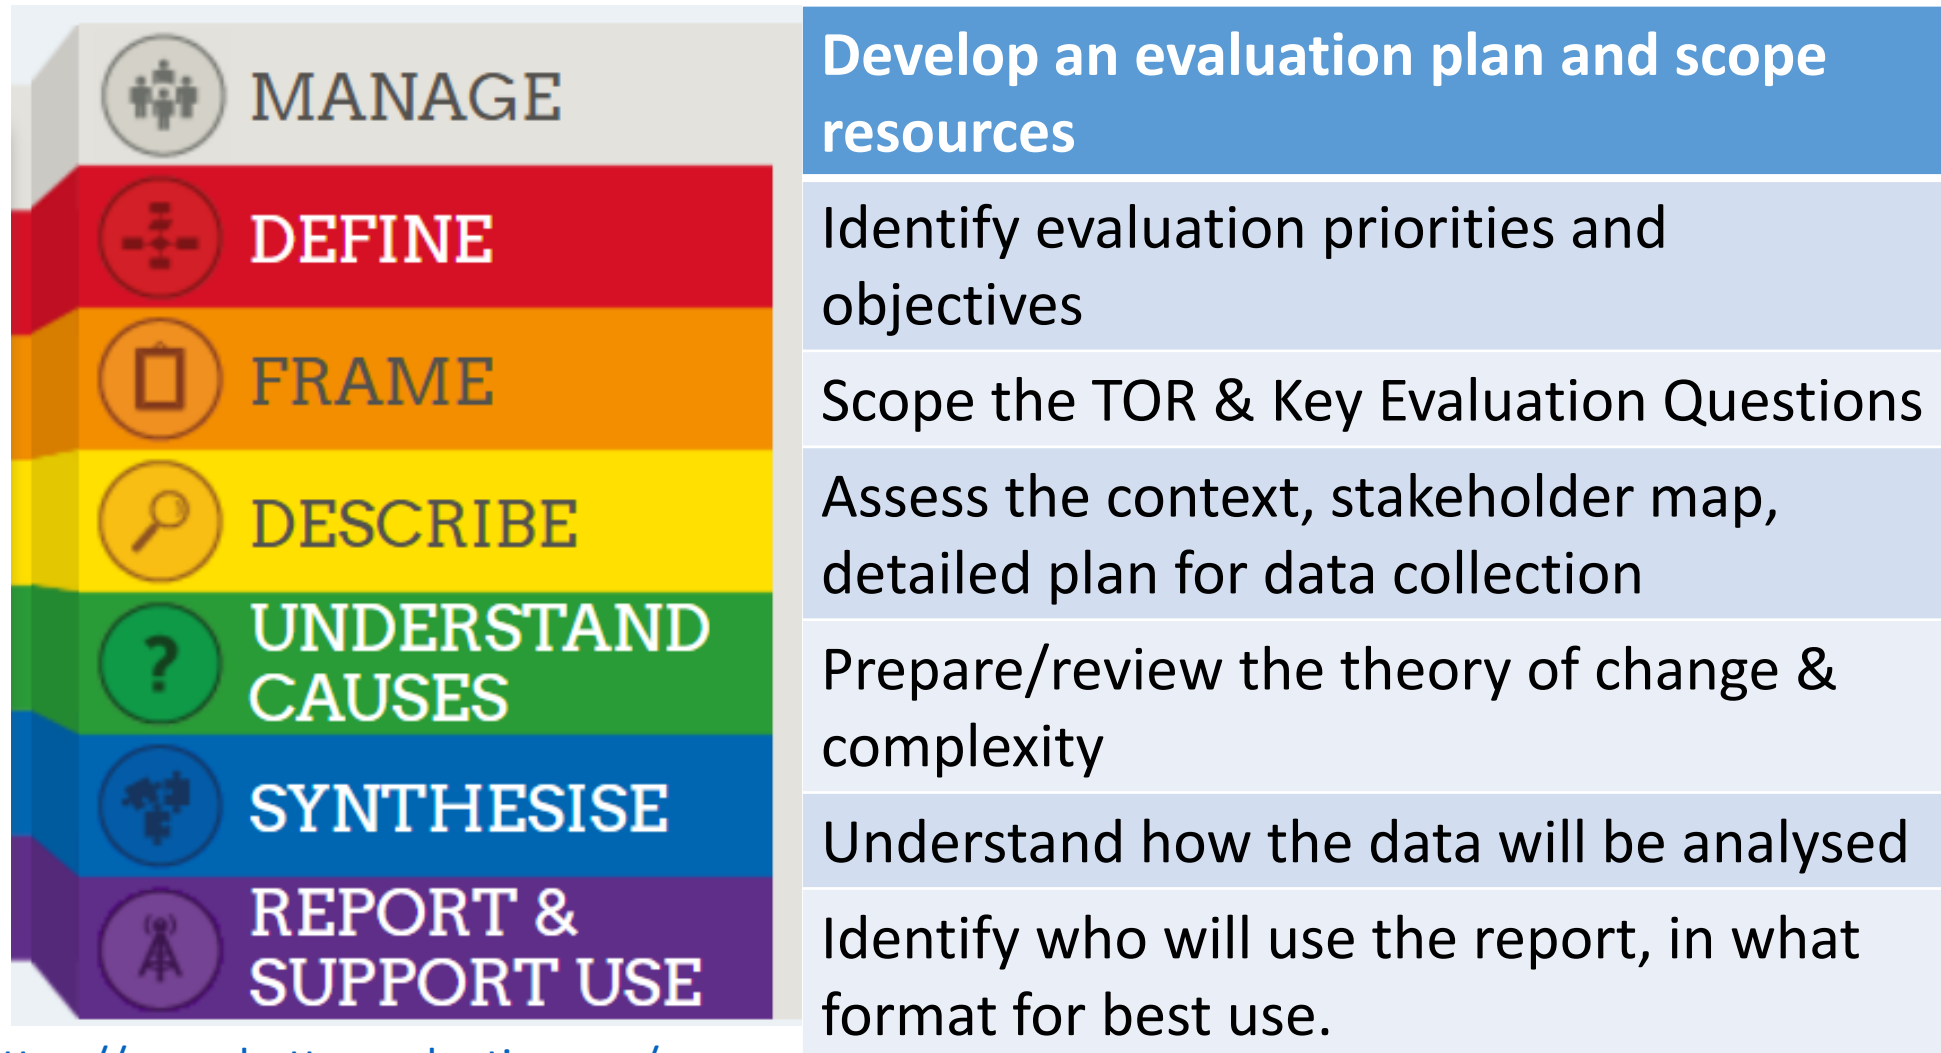 MANAGE
Develop an evaluation plan and scope
resources
DEFINE
Identify evaluation priorities and
objectives
FRAME
Scope the TOR & Key Evaluation Questions
DESCRIBE
Assess the context, stakeholder map,
detailed plan for data collection
UNDERSTAND
CAUSES
Prepare/review the theory of change &
complexity
SYNTHESISE
Understand how the data will be analysed
REPORT &
SUPPORT USE
Identify who will use the report, in what
format for best use.